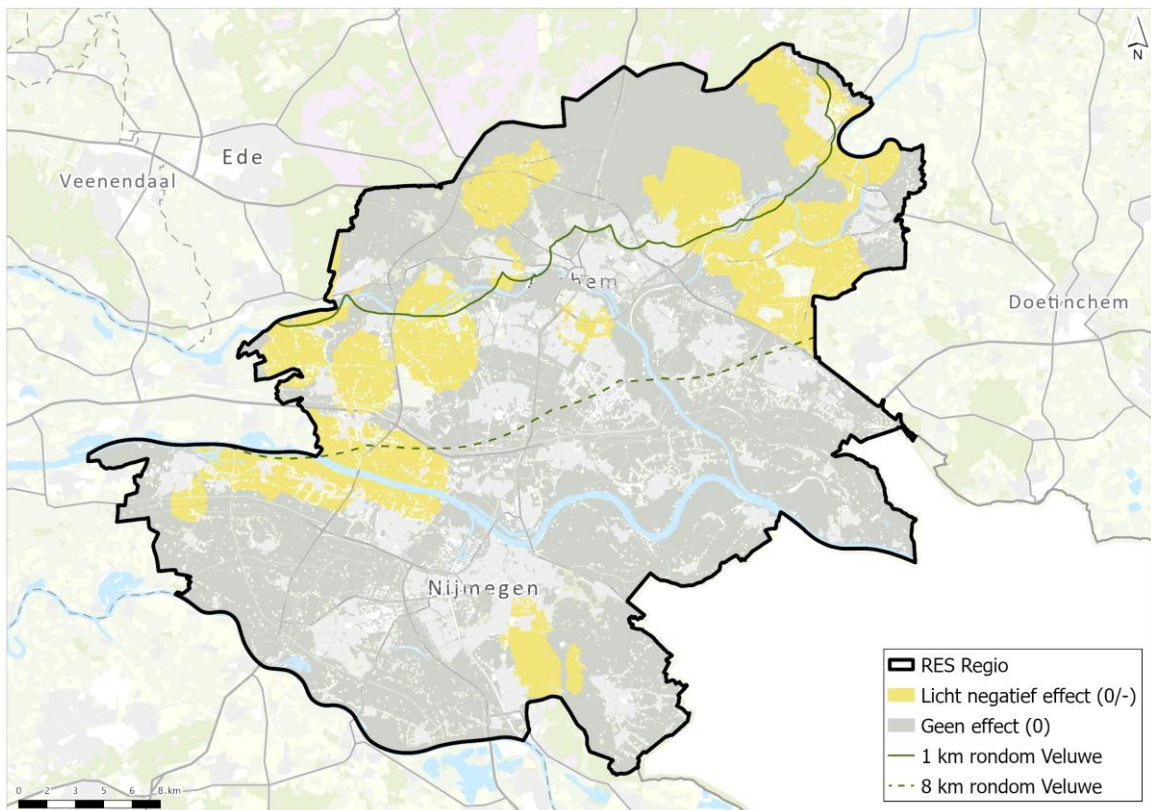 N
Ede
Veenendaal
Doetinchem
Nijmegen
RES Regio
Licht negatief effect (0/-)
Geen effect (0)
1 km rondom Veluwe
8 km rondom Veluwe
0 2 3 5 6 8 km